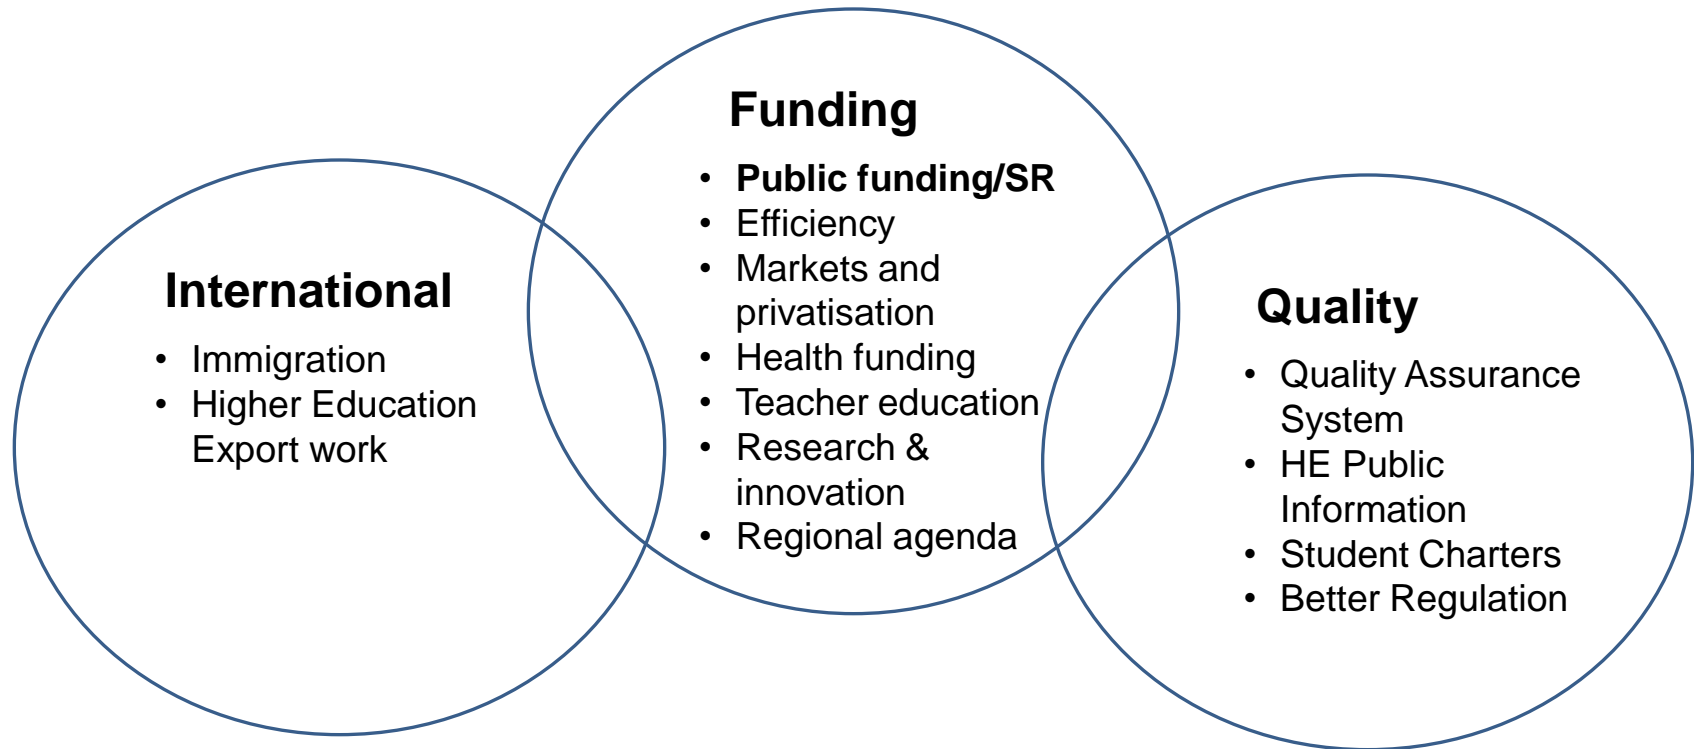 International
• Immigration
• Higher Education
Export work
Funding
• Public funding/SR
• Efficiency
• Markets and
privatisation
• Health funding
• Teacher education
• Research &
innovation
• Regional agenda
Quality
• Quality Assurance
System
• HE Public
Information
• Student Charters
• Better Regulation